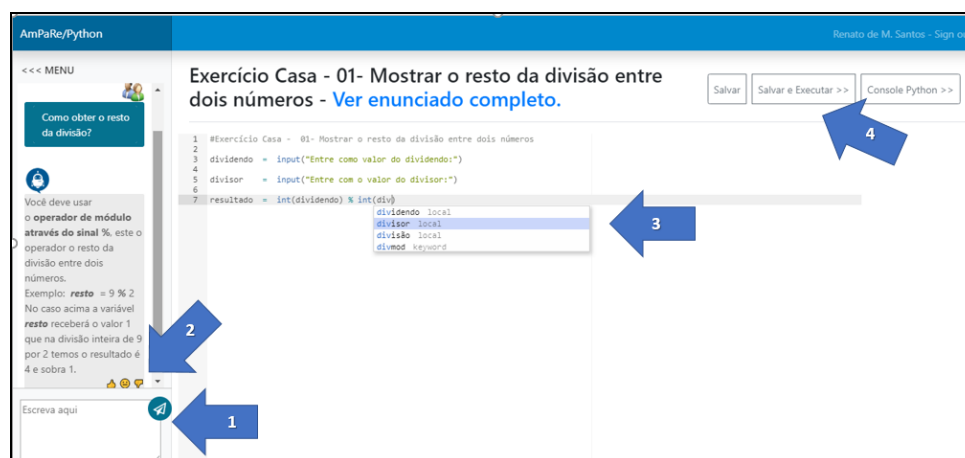 AmPaRe/Python
Renato de M. Santos - Sign ou
<<< MENU
Como obter o resto
da divisão?
Você deve usar
o operador de módulo
através do sinal %, este o
operador o resto da
divisão entre dois
números.
Exemplo: resto = 9 % 2
No caso acima a variável
resto receberá o valor 1
que na divisão inteira de 9
por 2 temos o resultado é
4 e sobra 1.
Escreva aqui
Exercício Casa - 01- Mostrar o resto da divisão entre
dois números - Ver enunciado completo.
Salvar
Salvar e Executar >>
Console Python >>
1 #Exercício Casa - 01- Mostrar o resto da divisão entre dois números
2
3 dividendo = input("Entre como valor do dividendo:")
4
5 divisor = input("Entre com o valor do divisor:")
6
7 resultado = int(dividendo) % int(div)
dividendo local
divisor local
divisão local
divmod keyword
1
2
3
4